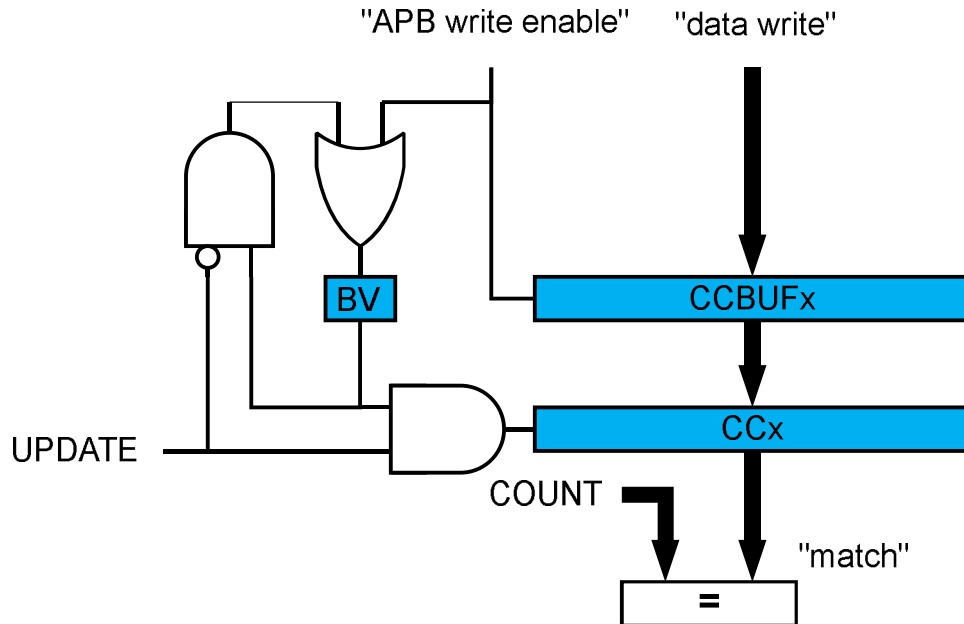 "APB write enable"
"data write"
BV
CCBUFx
CCx
UPDATE
COUNT
"match"
=